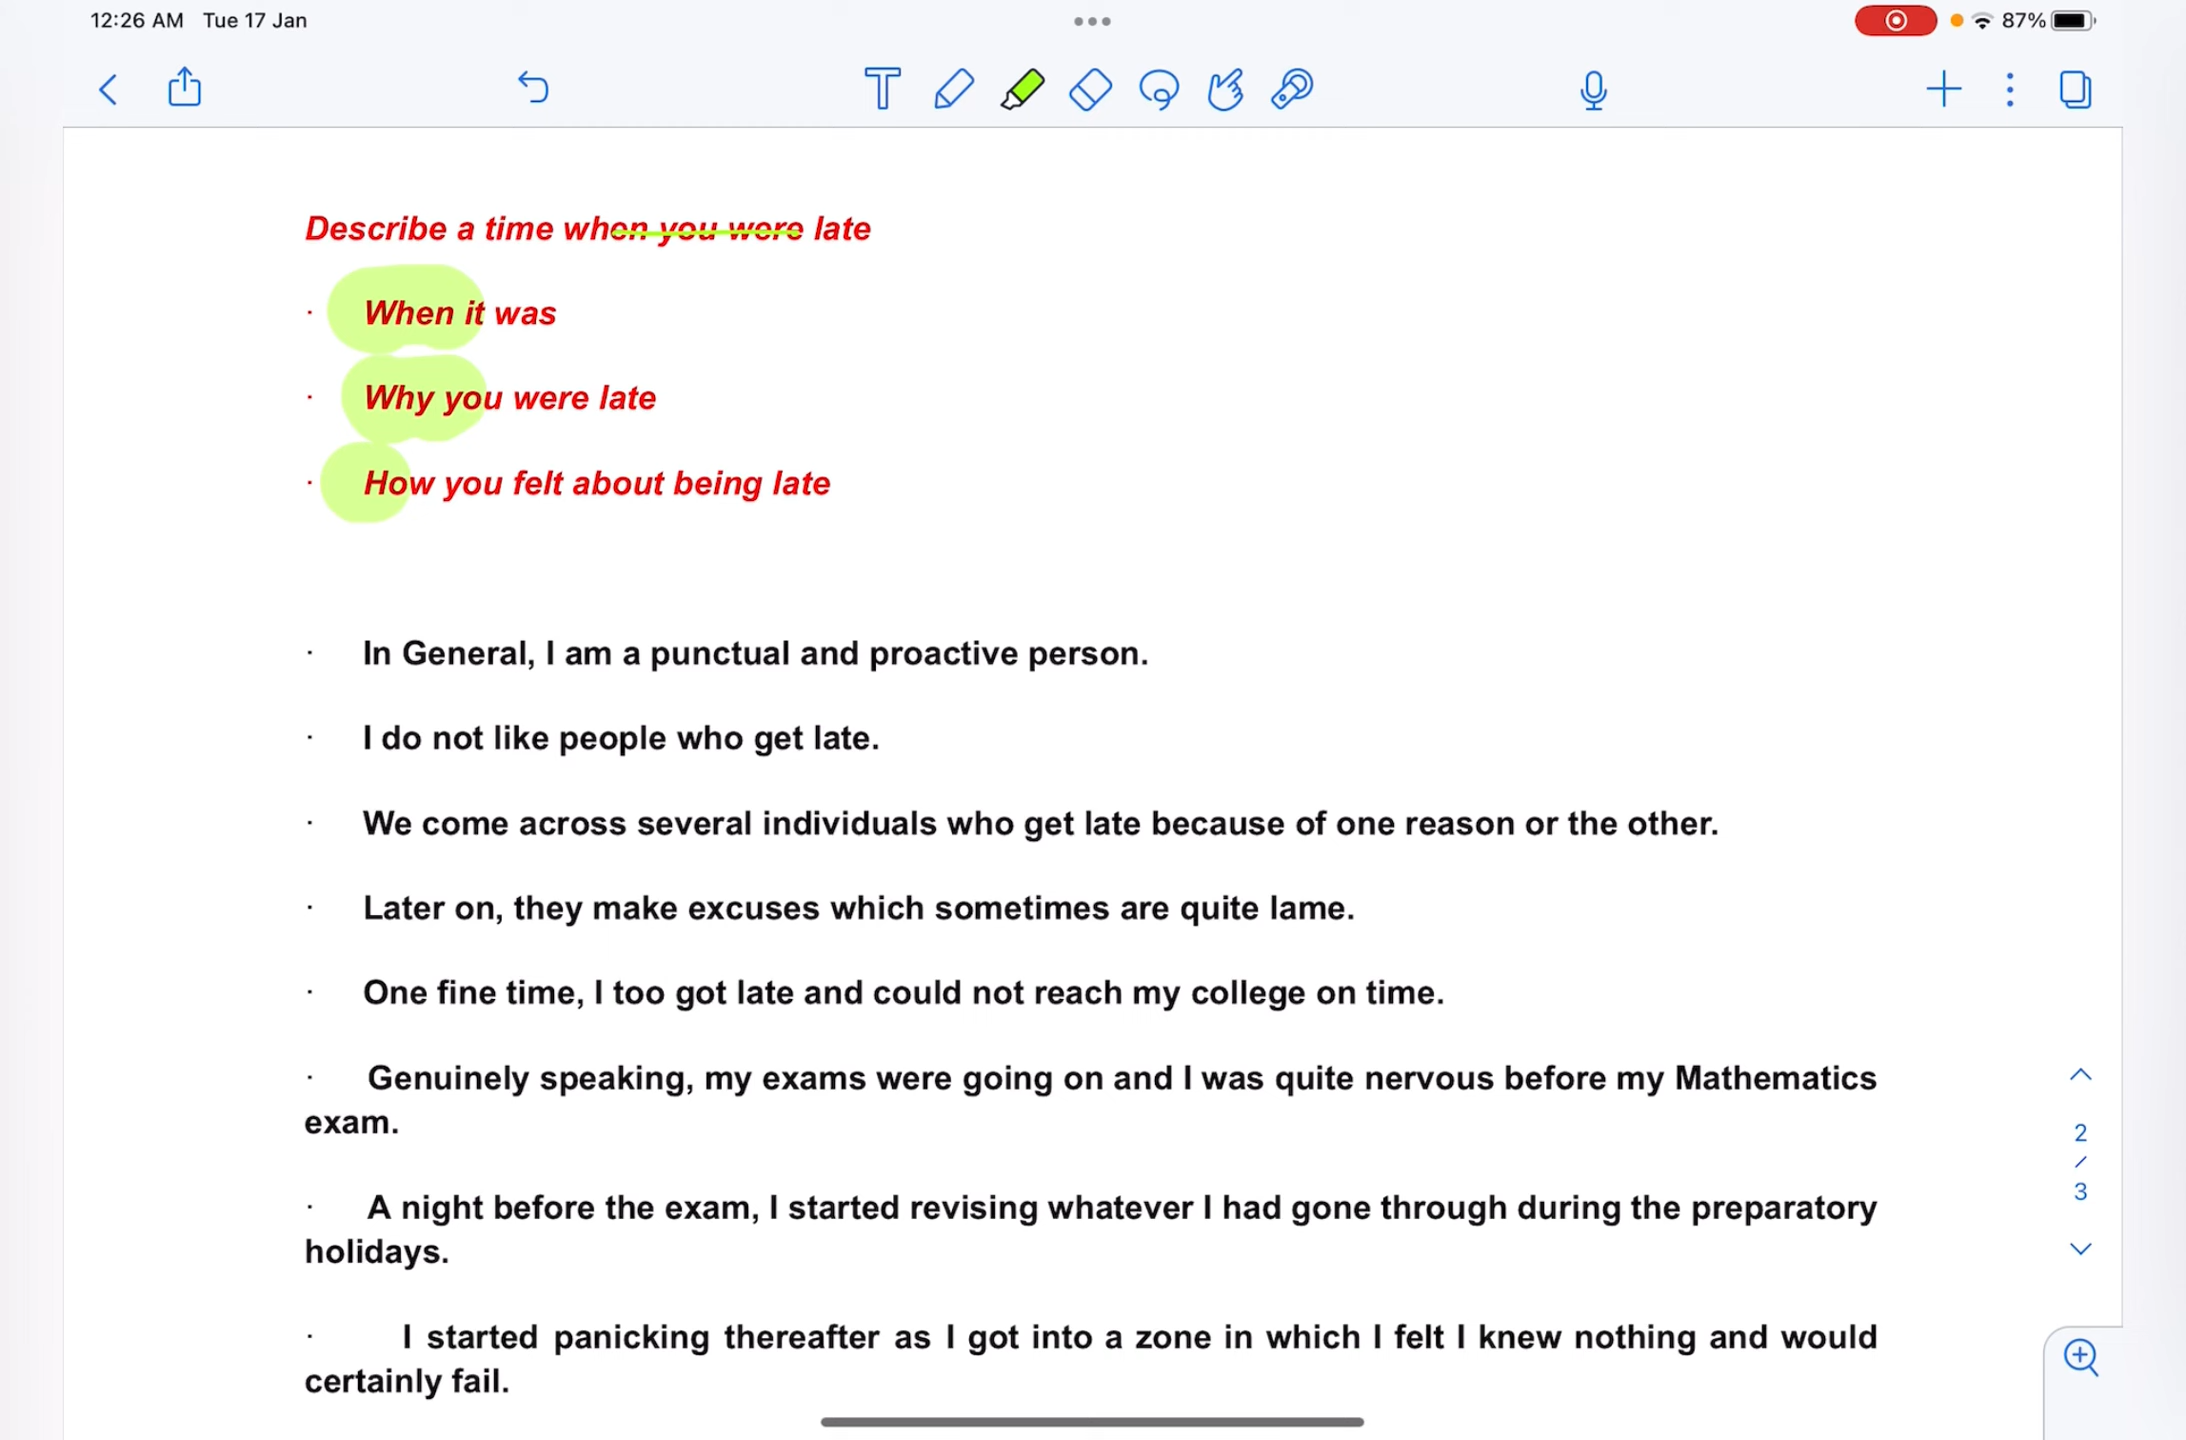 12:26 AM Tue 17 Jan
87%
Describe a time when you were late
· When it was
· Why you were late
· How you felt about being late
· In General, I am a punctual and proactive person.
· I do not like people who get late.
· We come across several individuals who get late because of one reason or the other.
· Later on, they make excuses which sometimes are quite lame.
· One fine time, I too got late and could not reach my college on time.
· Genuinely speaking, my exams were going on and I was quite nervous before my Mathematics
exam.
· A night before the exam, I started revising whatever I had gone through during the preparatory
holidays.
· I started panicking thereafter as I got into a zone in which I felt I knew nothing and would
certainly fail.
2
/
3